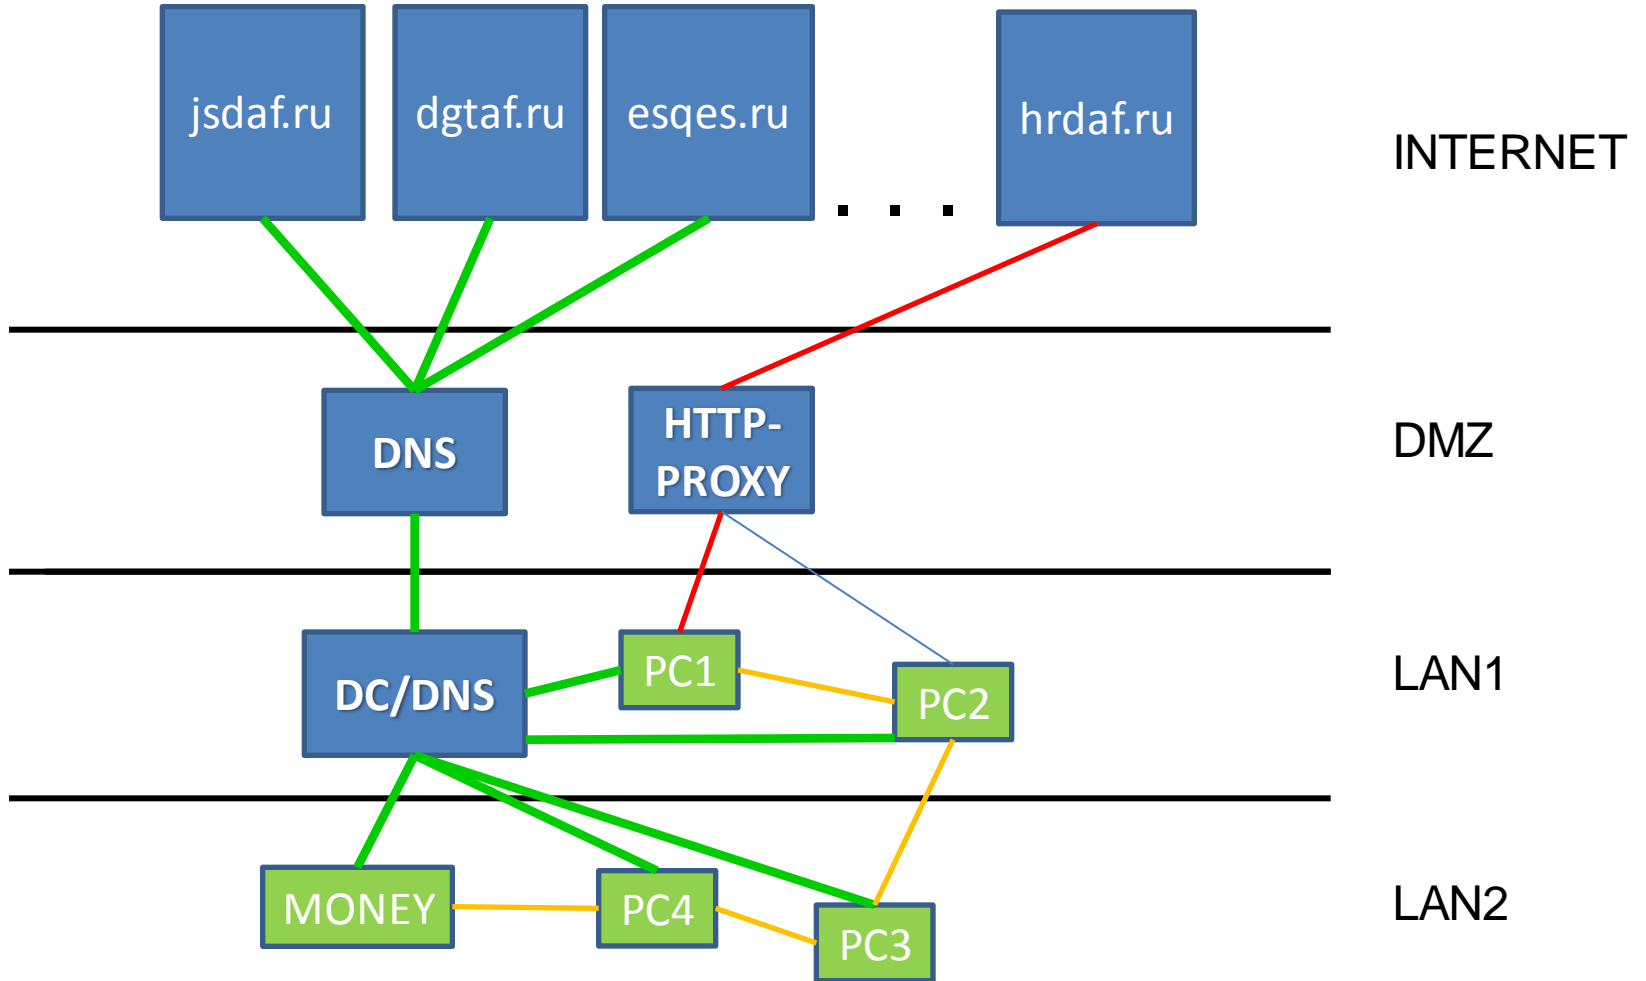 jsdaf.ru
dgtaf.ru
esqes.ru
. . .
hrdaf.ru
INTERNET
DNS
HTTP-
PROXY
DMZ
DC/DNS
PC1
PC2
LAN1
MONEY
PC4
PC3
LAN2